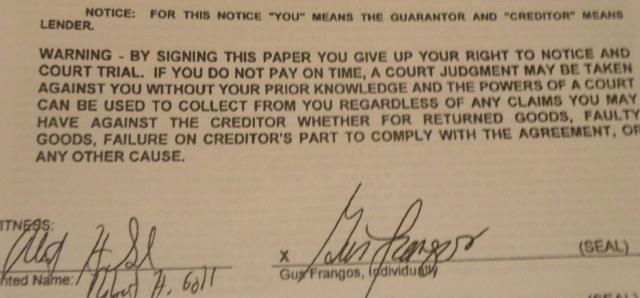 NOTICE: FOR THIS NOTICE "YOU" MEANS THE GUARANTOR AND "CREDITOR" MEANS
LENDER.
WARNING - BY SIGNING THIS PAPER YOU GIVE UP YOUR RIGHT TO NOTICE AND
COURT TRIAL. IF YOU DO NOT PAY ON TIME, A COURT JUDGMENT MAY BE TAKEN
AGAINST YOU WITHOUT YOUR PRIOR KNOWLEDGE AND THE POWERS OF A COURT
CAN BE USED TO COLLECT FROM YOU REGARDLESS OF ANY CLAIMS YOU MAY
HAVE AGAINST THE CREDITOR WHETHER FOR RETURNED GOODS, FAULTY
GOODS, FAILURE ON CREDITOR'S PART TO COMPLY WITH THE AGREEMENT, OR
ANY OTHER CAUSE.
ITNESS:
X Gus Frangos (SEAL)
nted Name: H. Gus Frangos, Individually
(SEAL)